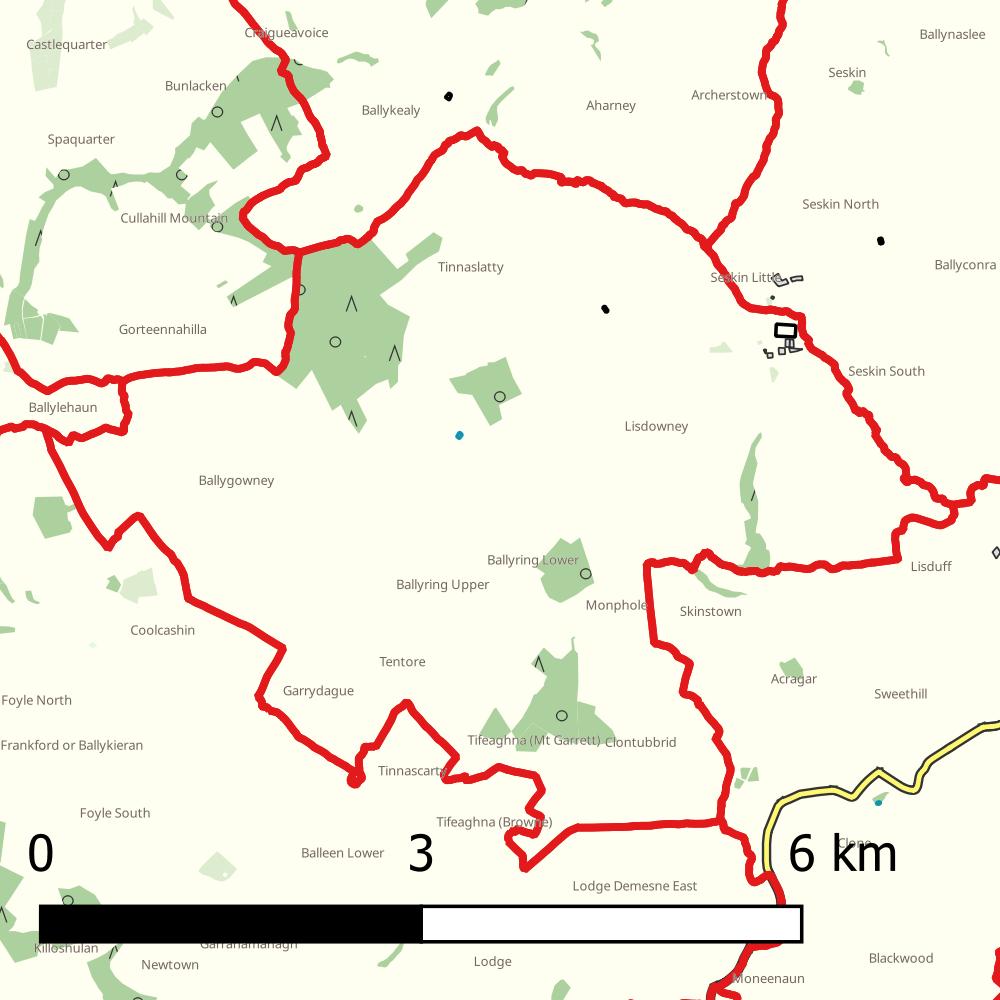 Craigueavoice
Ballynaslee
Castlequarter
Seskin
Bunlacken
Archerstown
Aharney
Ballykealy
Spaquarter
Seskin North
Cullahill Mountain
Ballyconra
Tinnaslatty
Seskin Little
Gorteennahilla
Seskin South
Ballylehaun
Lisdowney
Ballygowney
Ballyring Lower
Lisduff
Ballyring Upper
Monphole
Skinstown
Coolcashin
Tentore
Acragar
Garrydague
Sweethill
Foyle North
Tifeaghna (Mt Garrett)
Clontubbrid
Frankford or Ballykieran
Tinnascarty
Foyle South
Tifeaghna (Browne)
Clone
0 3 6 km
Balleen Lower
Lodge Demesne East
Garranamanagh
Killoshulan
Blackwood
Lodge
Newtown
Moneenaun